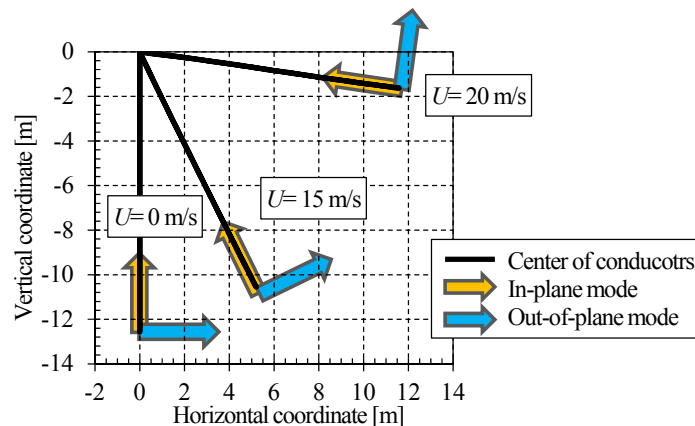 0
-2
-4
-6
-8
-10
-12
-14
Vertical coordinate [m]
U= 20 m/s
U= 15 m/s
U= 0 m/s
Center of conducotrs
In-plane mode
Out-of-plane mode
-2 0 2 4 6 8 10 12 14
Horizontal coordinate [m]